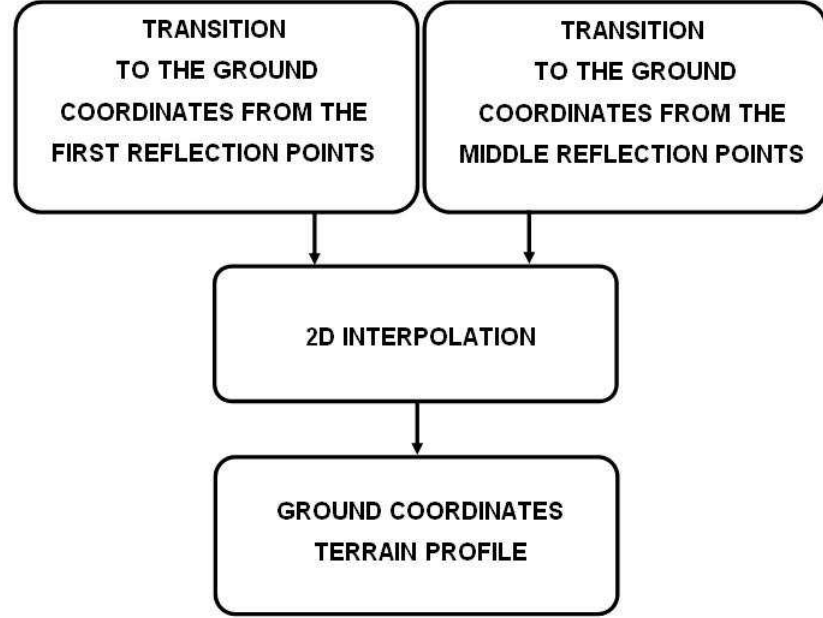 TRANSITION
TO THE GROUND
COORDINATES FROM THE
FIRST REFLECTION POINTS
TRANSITION
TO THE GROUND
COORDINATES FROM THE
MIDDLE REFLECTION POINTS
2D INTERPOLATION
GROUND COORDINATES
TERRAIN PROFILE